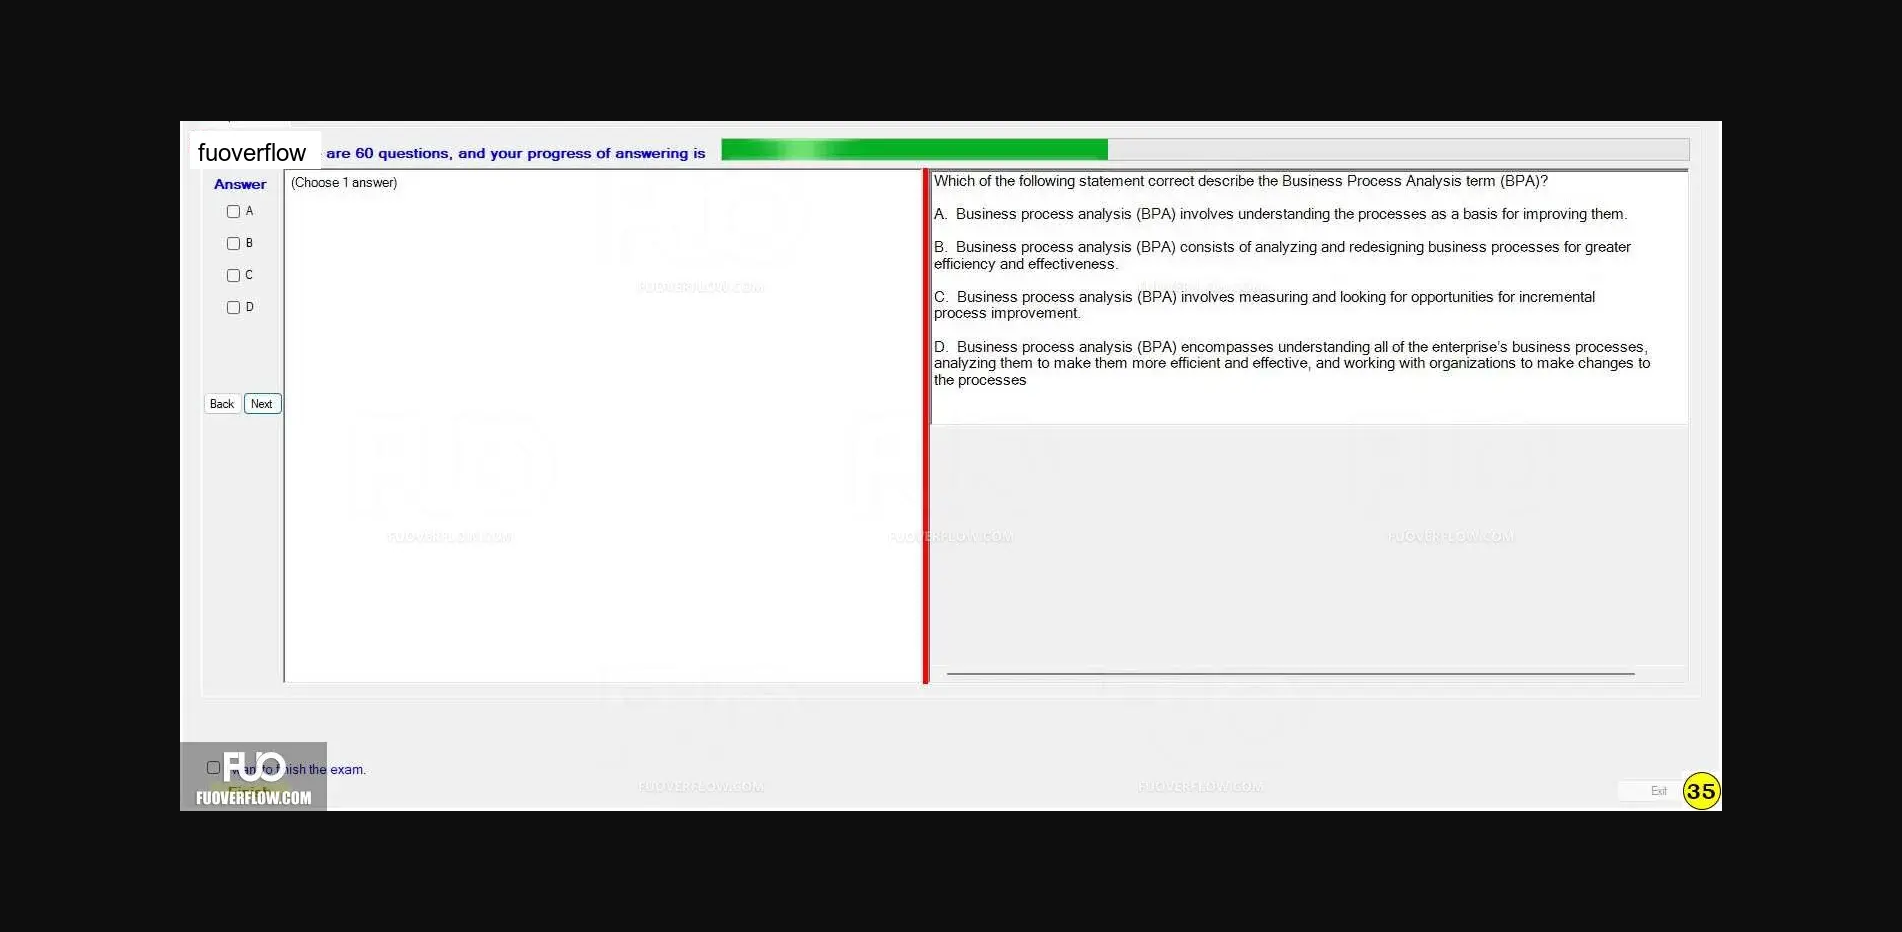 fuoverflow are 60 questions, and your progress of answering is
Answer
A
B
C
D
Back Next
(Choose 1 answer)
Which of the following statement correct describe the Business Process Analysis term (BPA)?
A. Business process analysis (BPA) involves understanding the processes as a basis for improving them.
B. Business process analysis (BPA) consists of analyzing and redesigning business processes for greater
efficiency and effectiveness.
C. Business process analysis (BPA) involves measuring and looking for opportunities for incremental
process improvement.
D. Business process analysis (BPA) encompasses understanding all of the enterprise's business processes,
analyzing them to make them more efficient and effective, and working with organizations to make changes to
the processes
FUOVERFLOW.COM
FUOVERFLOW.COM
FUOVERFLOW.COM
FUOVERFLOW.COM
FUOVERFLOW.COM
FUO
want to finish the exam.
Finish
FUOVERFLOW.COM
FUOVERFLOW.COM
FUOVERFLOW.COM
Exit
35